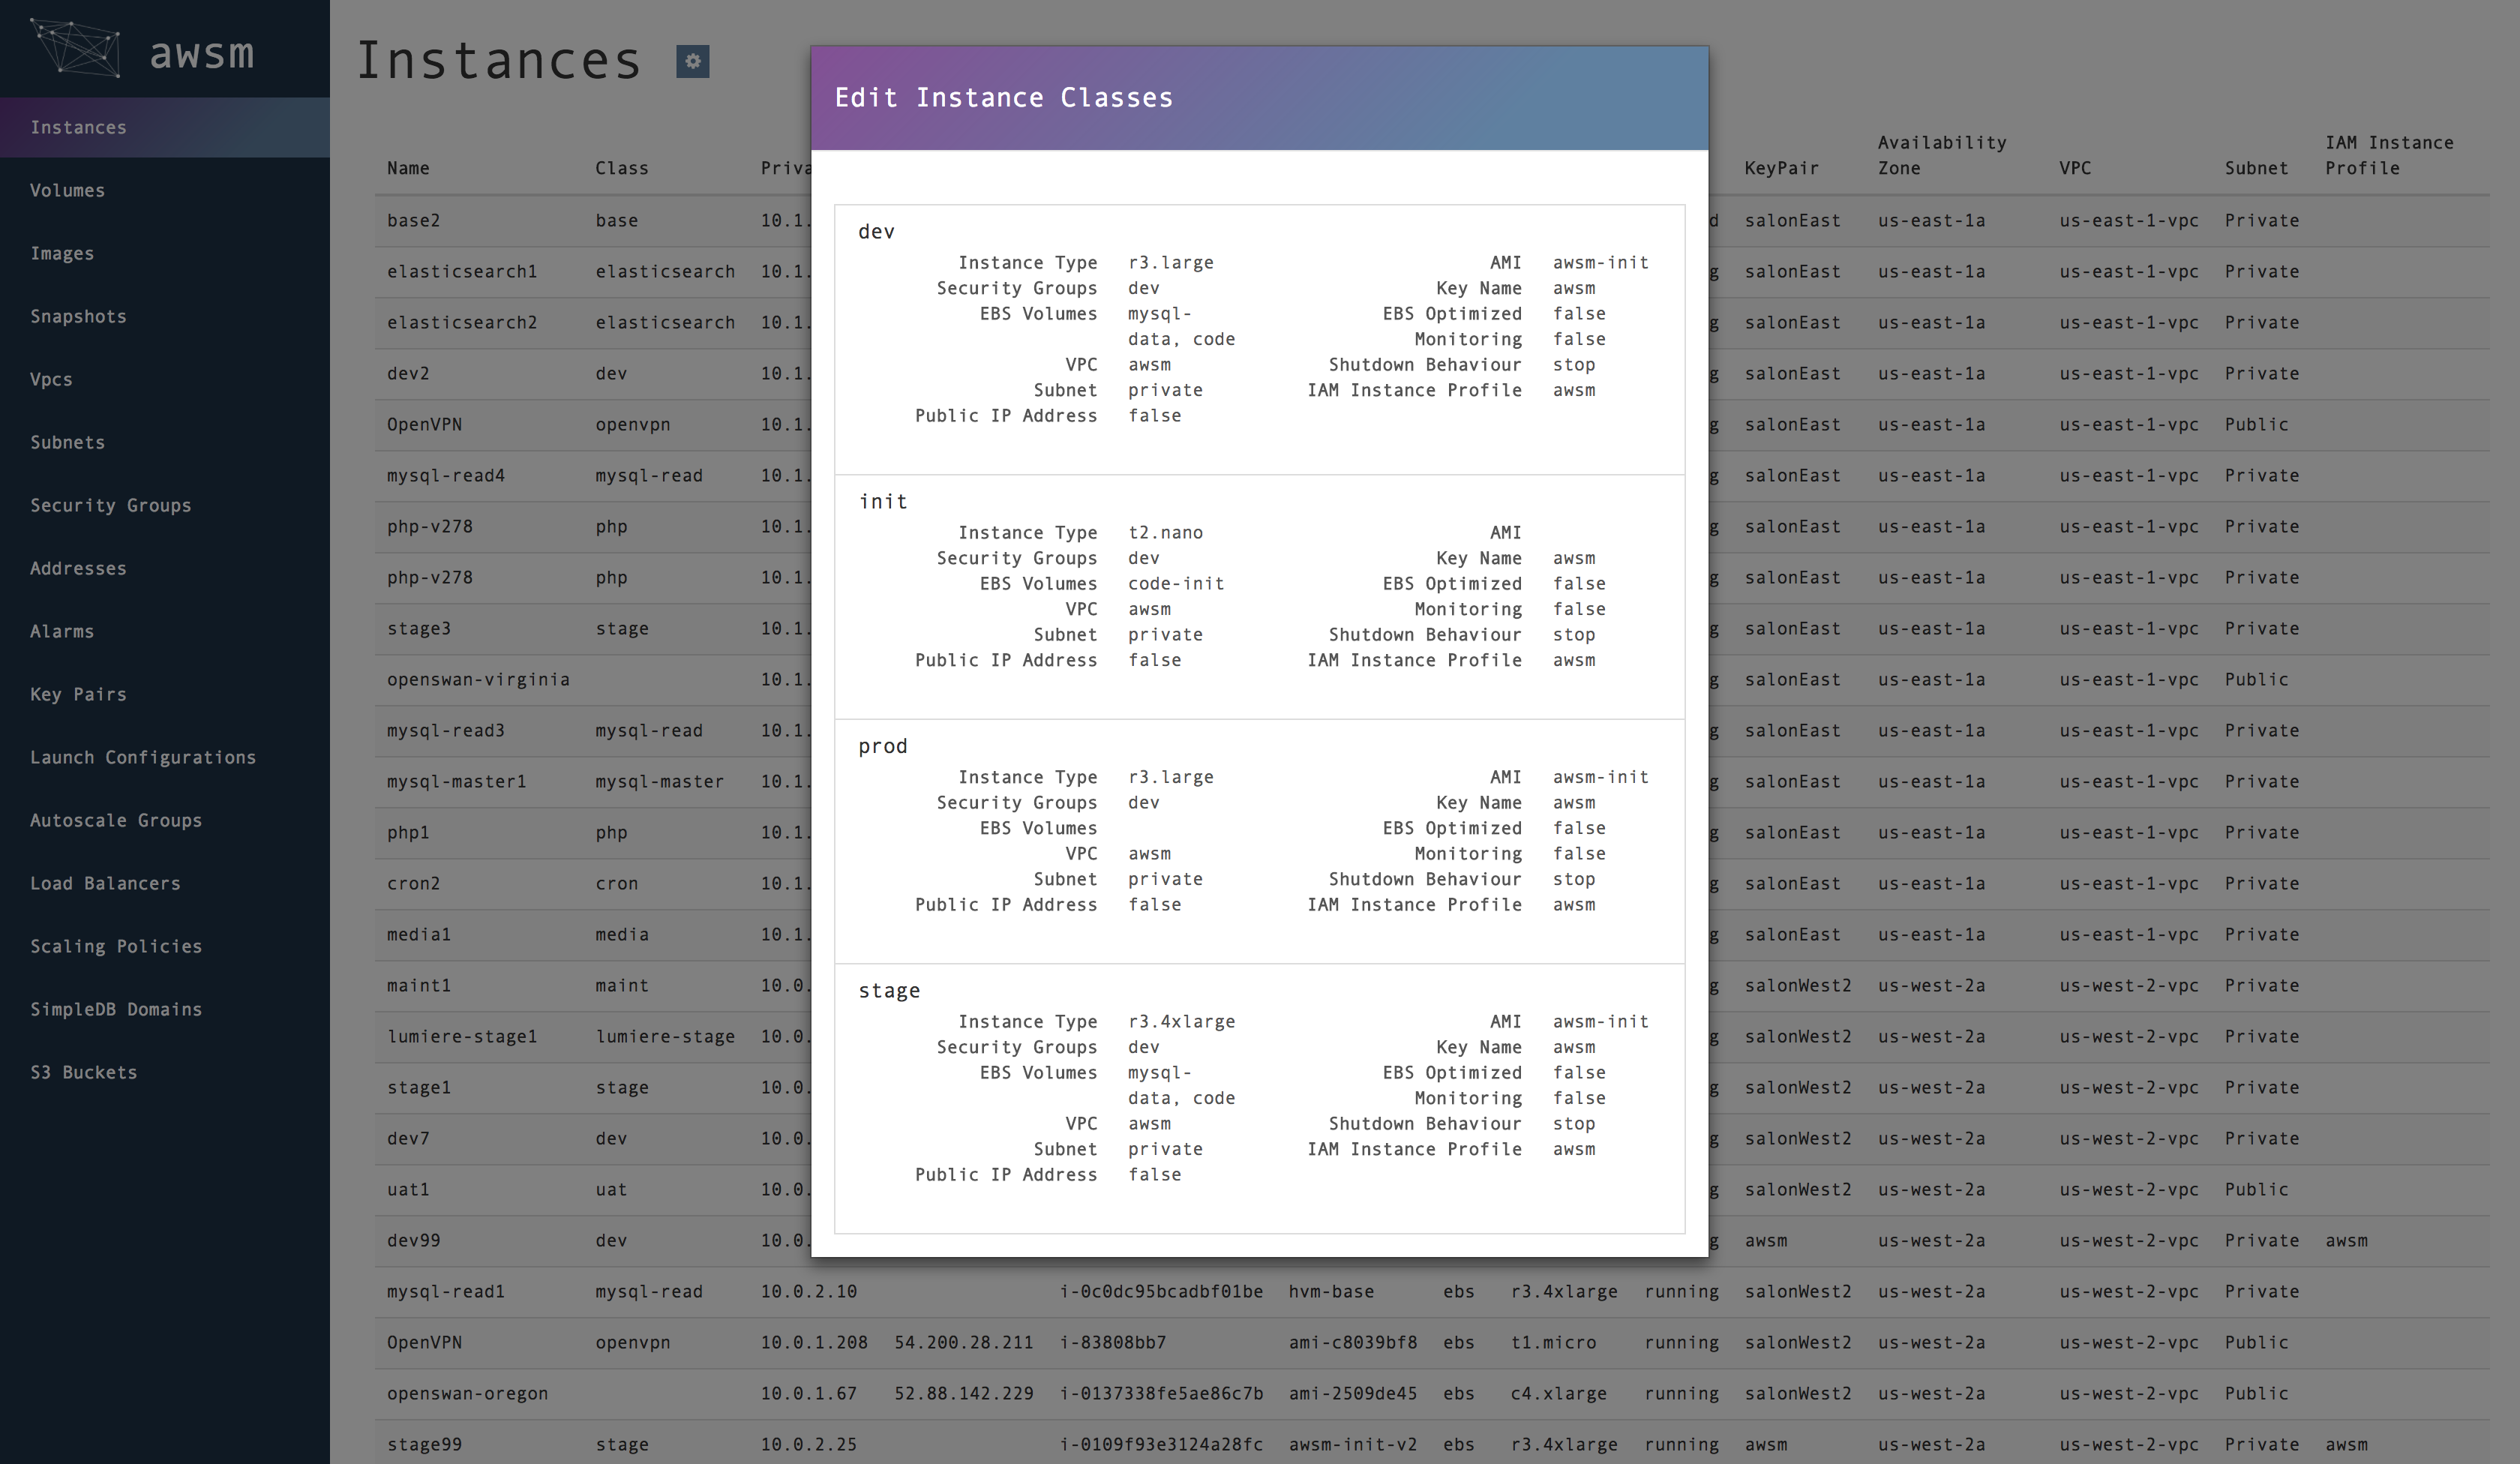 awsm
Instances
Volumes
Images
Snapshots
Vpcs
Subnets
Security Groups
Addresses
Alarms
Key Pairs
Launch Configurations
Autoscale Groups
Load Balancers
Scaling Policies
SimpleDB Domains
S3 Buckets
Instances
Name Class Priva KeyPair Availability Zone VPC Subnet IAM Instance Profile
base2 base 10.1. d salonEast us-east-1a us-east-1-vpc Private
elasticsearch1 elasticsearch 10.1. g salonEast us-east-1a us-east-1-vpc Private
elasticsearch2 elasticsearch 10.1. g salonEast us-east-1a us-east-1-vpc Private
dev2 dev 10.1. g salonEast us-east-1a us-east-1-vpc Private
OpenVPN openvpn 10.1. g salonEast us-east-1a us-east-1-vpc Public
mysql-read4 mysql-read 10.1. g salonEast us-east-1a us-east-1-vpc Private
php-v278 php 10.1. g salonEast us-east-1a us-east-1-vpc Private
php-v278 php 10.1. g salonEast us-east-1a us-east-1-vpc Private
stage3 stage 10.1. g salonEast us-east-1a us-east-1-vpc Private
openswan-virginia 10.1. g salonEast us-east-1a us-east-1-vpc Public
mysql-read3 mysql-read 10.1. g salonEast us-east-1a us-east-1-vpc Private
mysql-master1 mysql-master 10.1. g salonEast us-east-1a us-east-1-vpc Private
php1 php 10.1. g salonEast us-east-1a us-east-1-vpc Private
cron2 cron 10.1. g salonEast us-east-1a us-east-1-vpc Private
media1 media 10.1. g salonEast us-east-1a us-east-1-vpc Private
maint1 maint 10.0. g salonWest2 us-west-2a us-west-2-vpc Private
lumiere-stage1 lumiere-stage 10.0. g salonWest2 us-west-2a us-west-2-vpc Private
stage1 stage 10.0. g salonWest2 us-west-2a us-west-2-vpc Private
dev7 dev 10.0. g salonWest2 us-west-2a us-west-2-vpc Private
uat1 uat 10.0. g salonWest2 us-west-2a us-west-2-vpc Public
dev99 dev 10.0. g awsm us-west-2a us-west-2-vpc Private awsm
mysql-read1 mysql-read 10.0.2.10 i-0c0dc95bcadbf01be hvm-base ebs r3.4xlarge running salonWest2 us-west-2a us-west-2-vpc Private
OpenVPN openvpn 10.0.1.208 54.200.28.211 i-83808bb7 ami-c8039bf8 ebs t1.micro running salonWest2 us-west-2a us-west-2-vpc Public
openswan-oregon 10.0.1.67 52.88.142.229 i-0137338fe5ae86c7b ami-2509de45 ebs c4.xlarge running salonWest2 us-west-2a us-west-2-vpc Public
stage99 stage 10.0.2.25 i-0109f93e3124a28fc awsm-init-v2 ebs r3.4xlarge running awsm us-west-2a us-west-2-vpc Private awsm
Edit Instance Classes
dev
Instance Type r3.large AMI awsm-init
Security Groups dev Key Name awsm
EBS Volumes mysql- EBS Optimized false
data, code Monitoring false
VPC awsm Shutdown Behaviour stop
Subnet private IAM Instance Profile awsm
Public IP Address false
init
Instance Type t2.nano AMI
Security Groups dev Key Name awsm
EBS Volumes code-init EBS Optimized false
VPC awsm Monitoring false
Subnet private Shutdown Behaviour stop
Public IP Address false IAM Instance Profile awsm
prod
Instance Type r3.large AMI awsm-init
Security Groups dev Key Name awsm
EBS Volumes EBS Optimized false
VPC awsm Monitoring false
Subnet private Shutdown Behaviour stop
Public IP Address false IAM Instance Profile awsm
stage
Instance Type r3.4xlarge AMI awsm-init
Security Groups dev Key Name awsm
EBS Volumes mysql- EBS Optimized false
data, code Monitoring false
VPC awsm Shutdown Behaviour stop
Subnet private IAM Instance Profile awsm
Public IP Address false